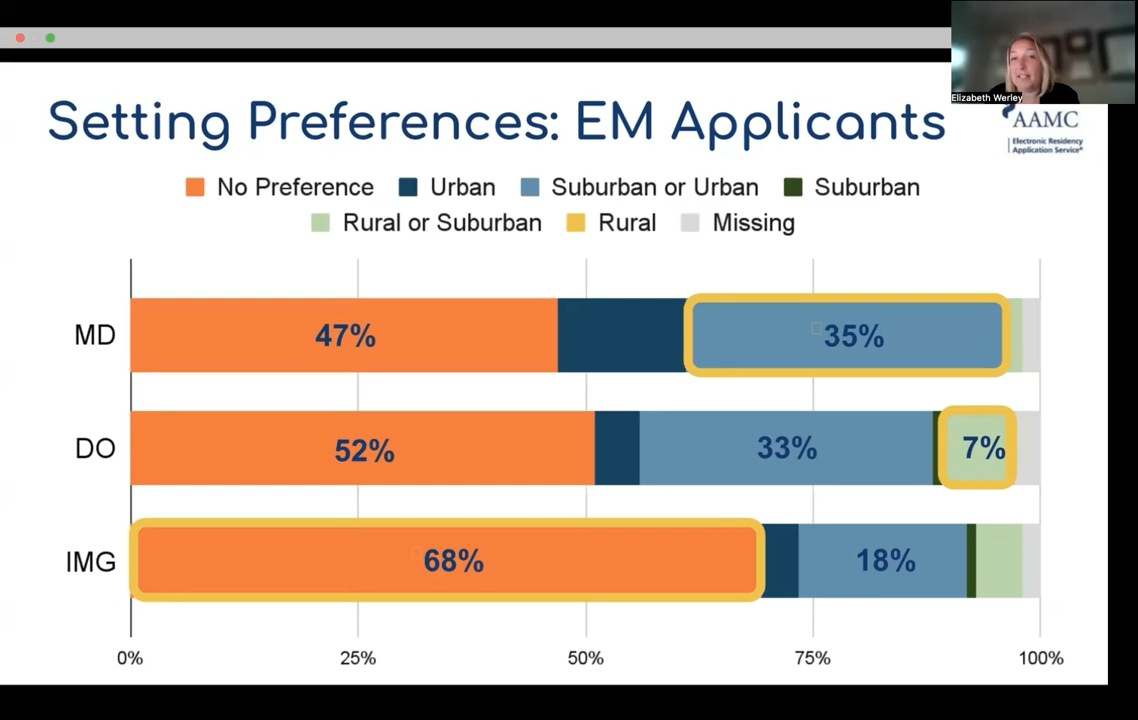 Elizabeth Werley
Setting Preferences: EM Applicants
AAMC
Electronic Residency
Application Service®
No Preference Urban Suburban or Urban Suburban
Rural or Suburban Rural Missing
MD 47% 35%
DO 52% 33% 7%
IMG 68% 18%
0% 25% 50% 75% 100%